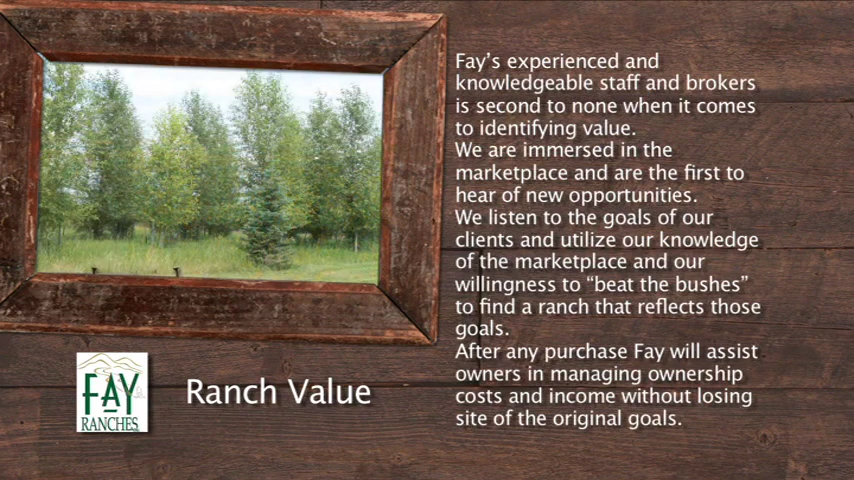 Fay's experienced and
knowledgeable staff and brokers
is second to none when it comes
to identifying value.
We are immersed in the
marketplace and are the first to
hear of new opportunities.
We listen to the goals of our
clients and utilize our knowledge
of the marketplace and our
willingness to “beat the bushes”
to find a ranch that reflects those
goals.
After any purchase Fay will assist
owners in managing ownership
costs and income without losing
site of the original goals.
FAY
RANCHES
Ranch Value